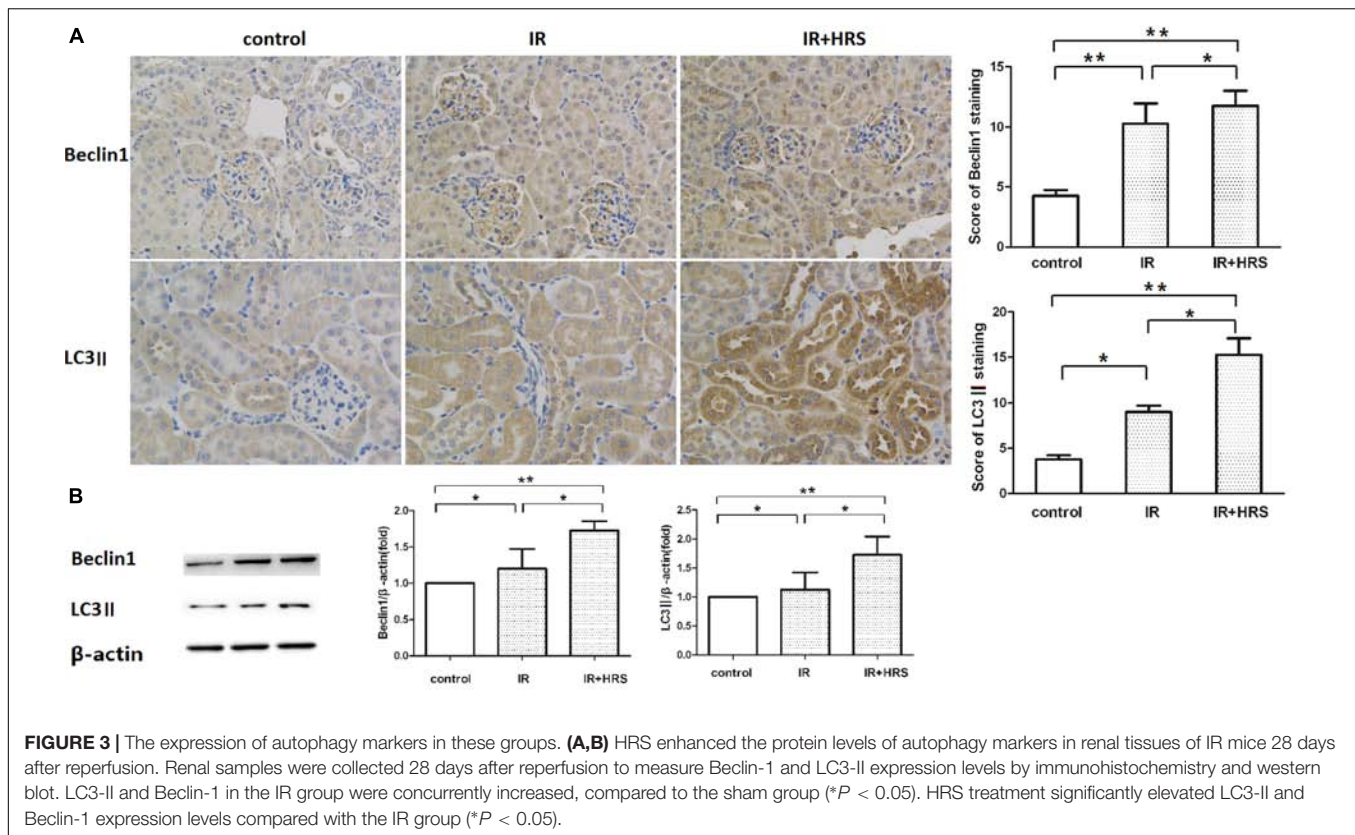 A
control
IR
IR+HRS
Beclin1
LC3II
Score of Beclin1 staining
15
10
5
0
**
**
*
control
IR
IR+HRS
Score of LC3 II staining
20
15
10
5
0
**
*
*
control
IR
IR+HRS
B
Beclin1
LC3II
β-actin
Beclin1/β-actin(fold)
2.0
1.5
1.0
0.5
0.0
**
*
*
control
IR
IR+HRS
LC3II/β-actin(fold)
2.5
2.0
1.5
1.0
0.5
0.0
**
*
*
control
IR
IR+HRS
FIGURE 3 | The expression of autophagy markers in these groups. (A,B) HRS enhanced the protein levels of autophagy markers in renal tissues of IR mice 28 days
after reperfusion. Renal samples were collected 28 days after reperfusion to measure Beclin-1 and LC3-II expression levels by immunohistochemistry and western
blot. LC3-II and Beclin-1 in the IR group were concurrently increased, compared to the sham group (*P < 0.05). HRS treatment significantly elevated LC3-II and
Beclin-1 expression levels compared with the IR group (*P < 0.05).